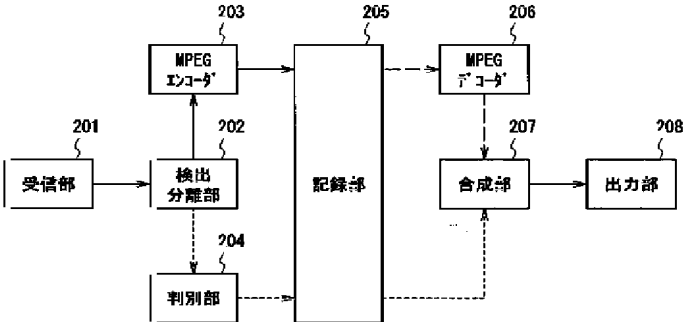 203
205
206
MPEG
エンコーダ
MPEG
デコーダ
201
202
207
208
受信部
検出
分離部
記録部
合成部
出力部
204
判別部